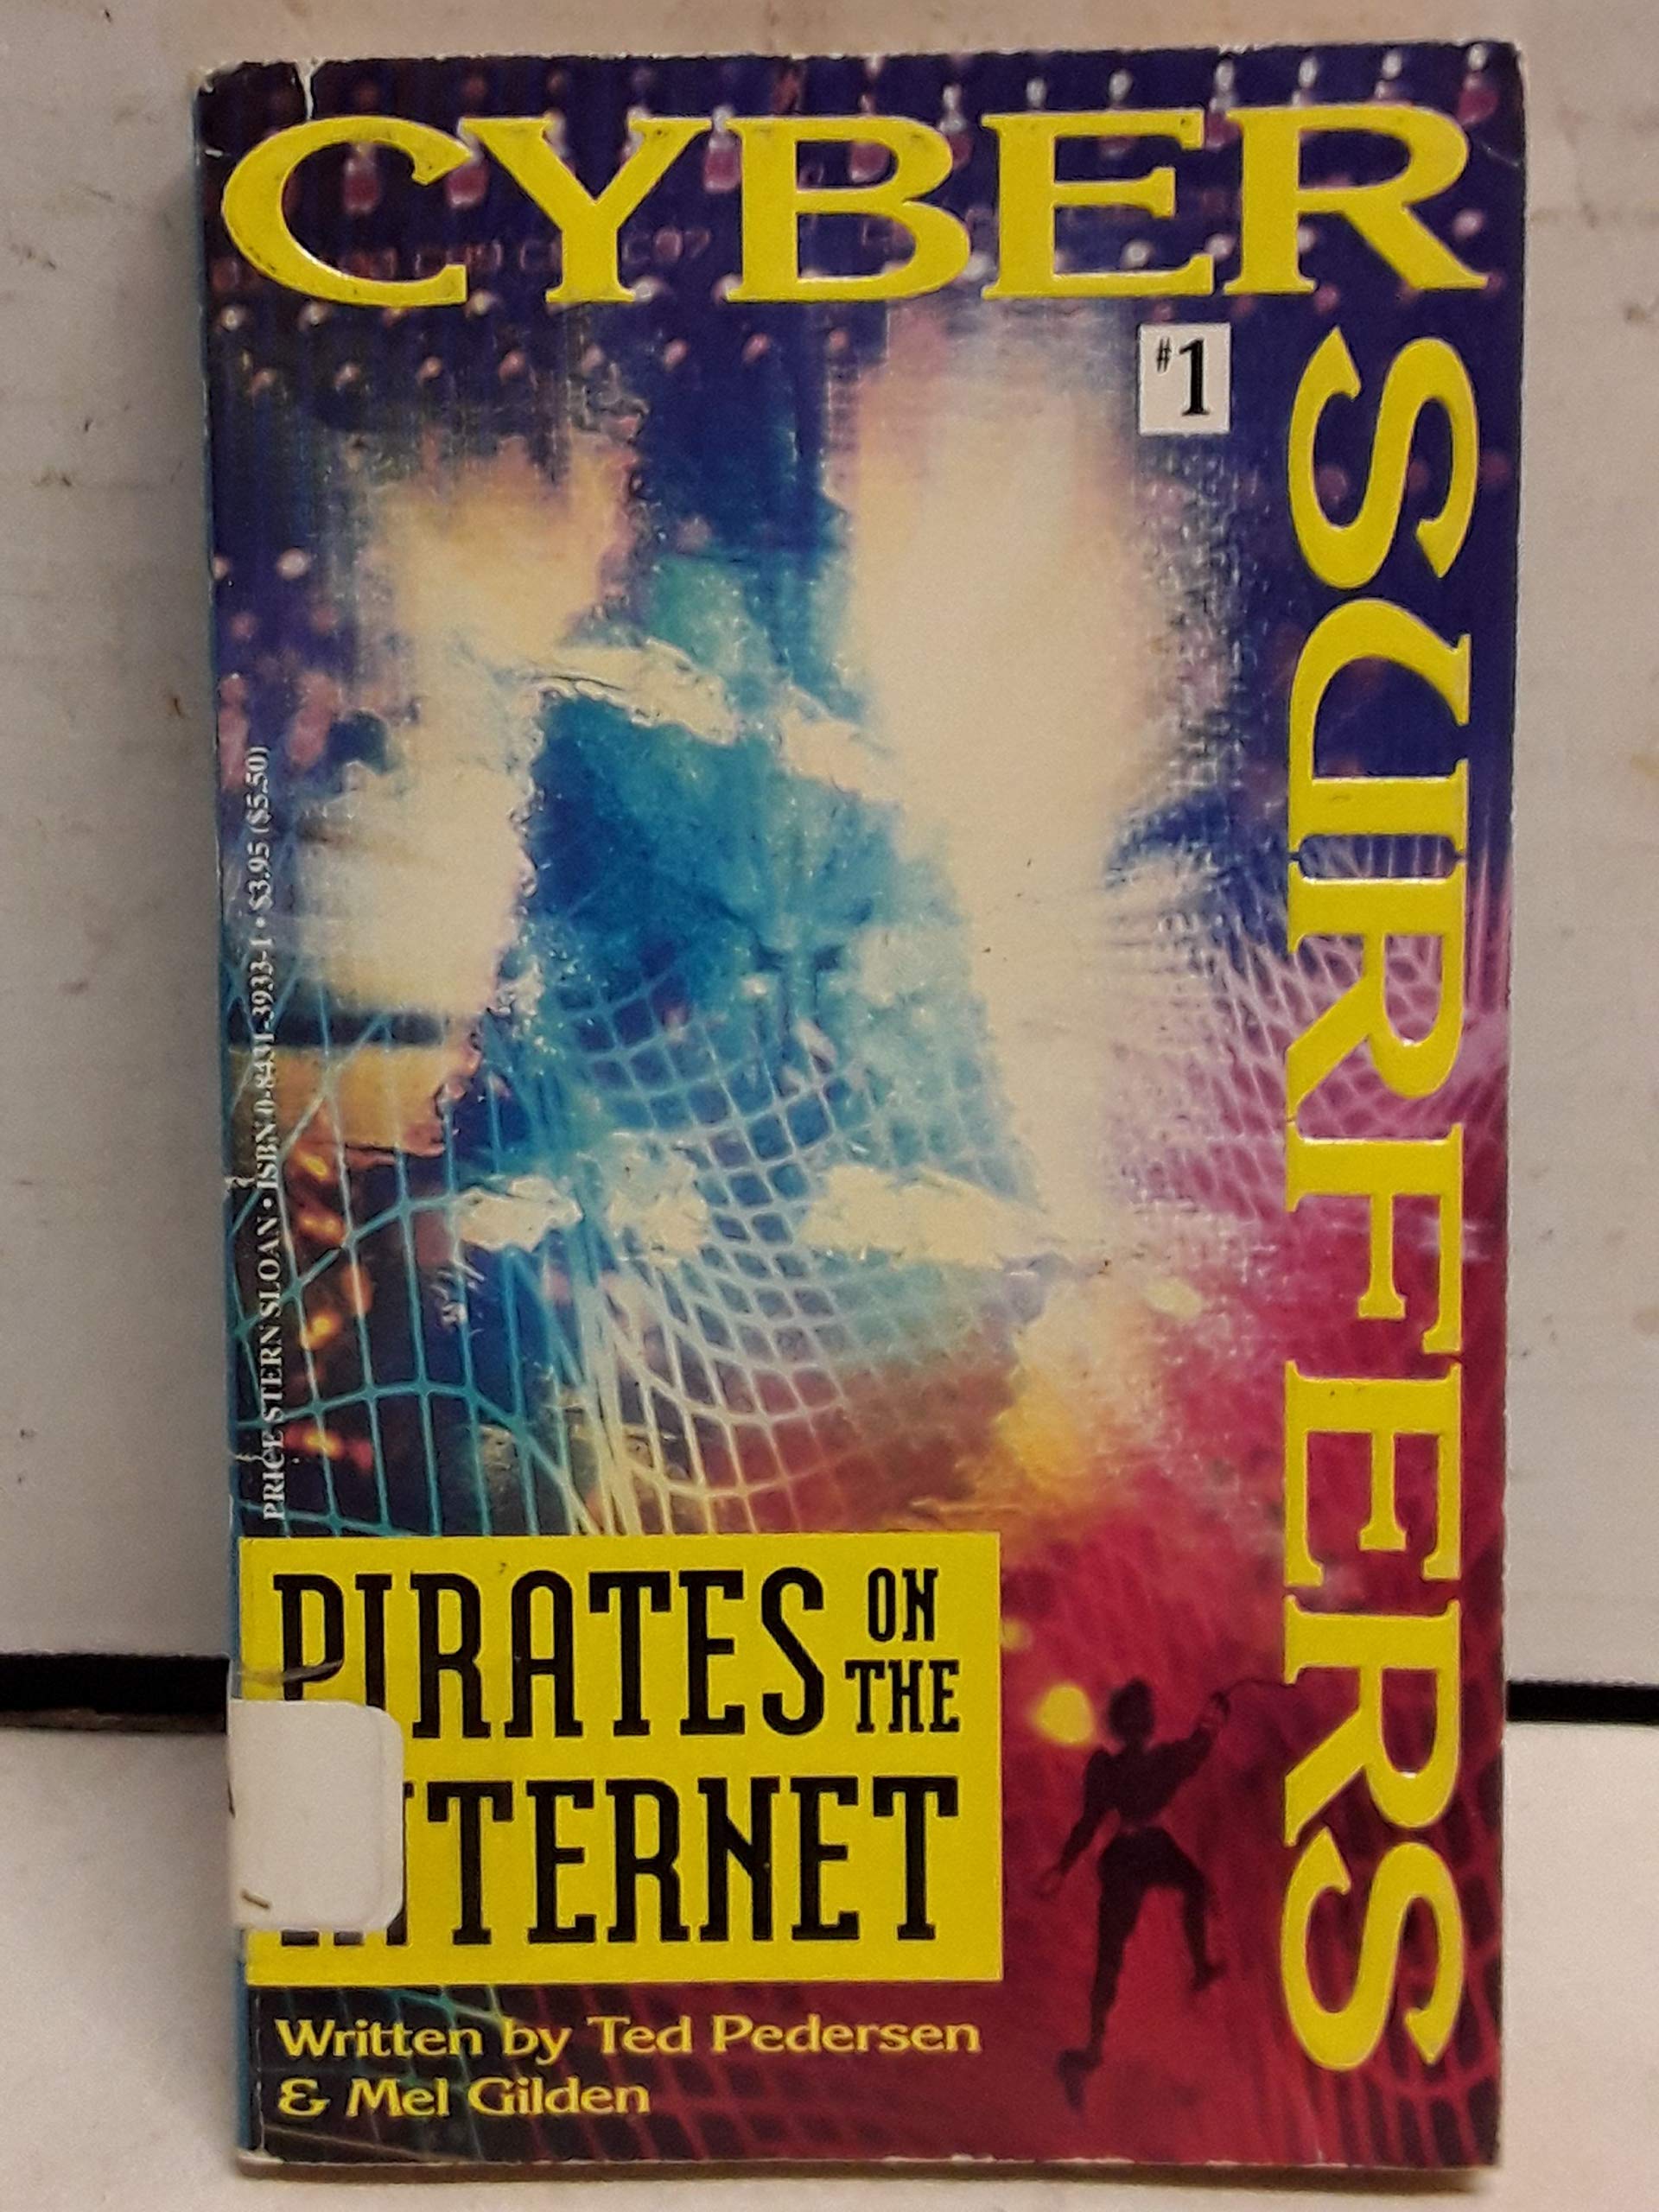 CYBER
SURFERS
#1
PRICE STERN SLOAN • ISBN 0-8431-3933-1 • $3.95 ($5.50)
PIRATES ON
THE
INTERNET
Written by Ted Pedersen
& Mel Gilden